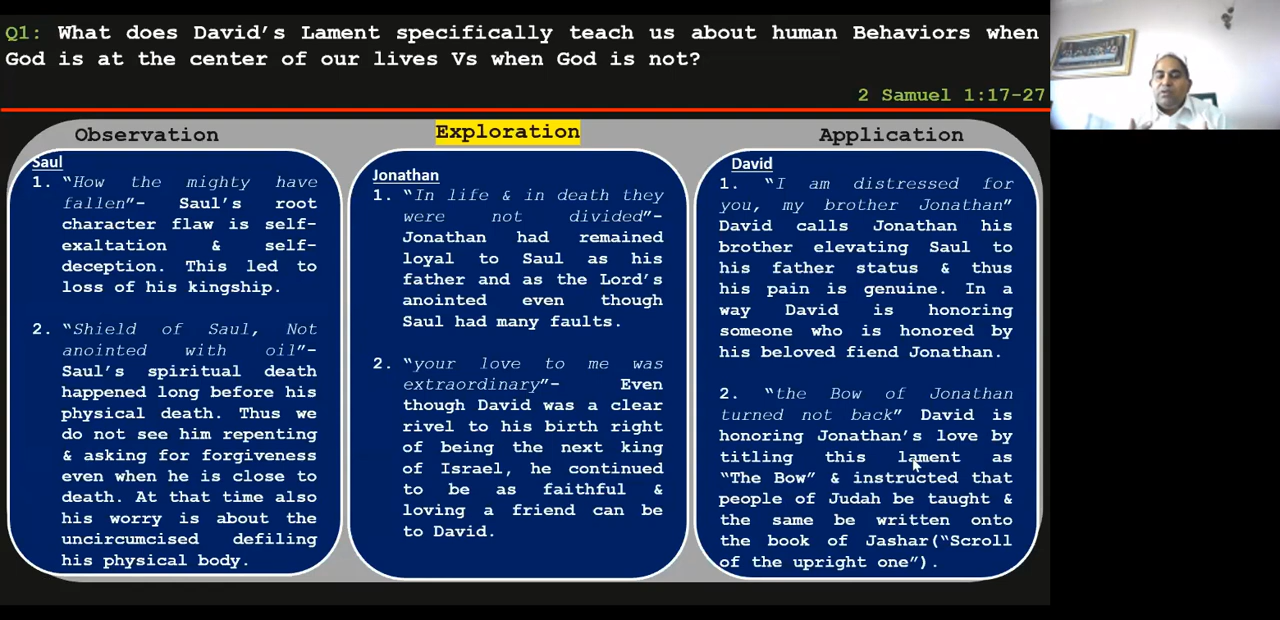 Q1: What does David's Lament specifically teach us about human Behaviors when
God is at the center of our lives Vs when God is not?
2 Samuel 1:17-27
Observation
Saul
1. "How the mighty have
fallen"- Saul's root
character flaw is self-
exaltation & self-
deception. This led to
loss of his kingship.
2. "Shield of Saul, Not
anointed with oil"-
Saul's spiritual death
happened long before his
physical death. Thus we
do not see him repenting
& asking for forgiveness
even when he is close to
death. At that time also
his worry is about the
uncircumcised defiling
his physical body.
Exploration
Jonathan
1. "In life & in death they
were not divided"-
Jonathan had remained
loyal to Saul as his
father and as the Lord's
anointed even though
Saul had many faults.
2. "your love to me was
extraordinary"- Even
though David was a clear
rivel to his birth right
of being the next king
of Israel, he continued
to be as faithful &
loving a friend can be
to David.
Application
David
1. "I am distressed for
you, my brother Jonathan"
David calls Jonathan his
brother elevating Saul to
his father status & thus
his pain is genuine. In a
way David is honoring
someone who is honored by
his beloved fiend Jonathan.
2. "the Bow of Jonathan
turned not back" David is
honoring Jonathan's love by
titling this lament as
"The Bow" & instructed that
people of Judah be taught &
the same be written onto
the book of Jashar("Scroll
of the upright one").